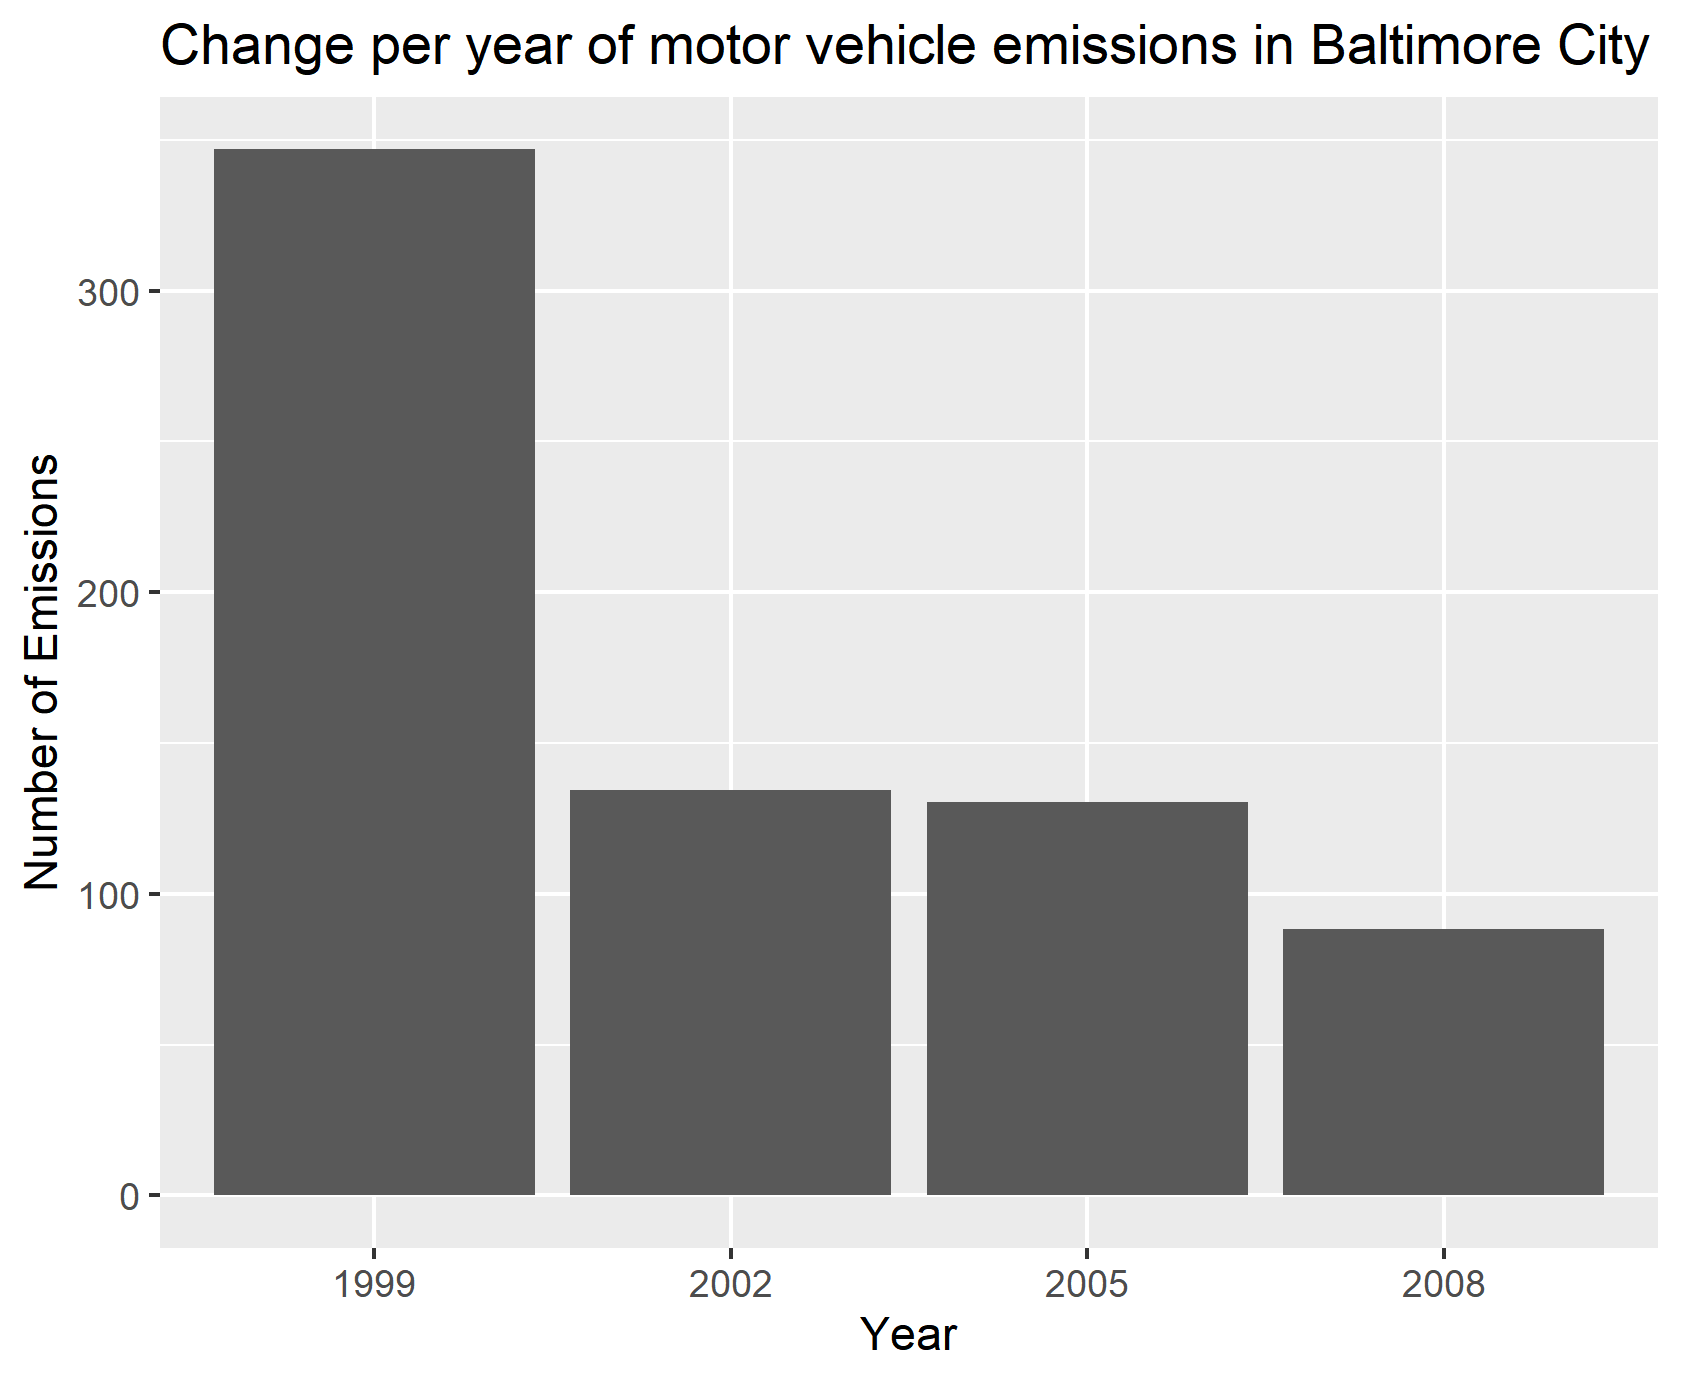 Change per year of motor vehicle emissions in Baltimore City
Number of Emissions
300
200
100
0
1999 2002 2005 2008
Year